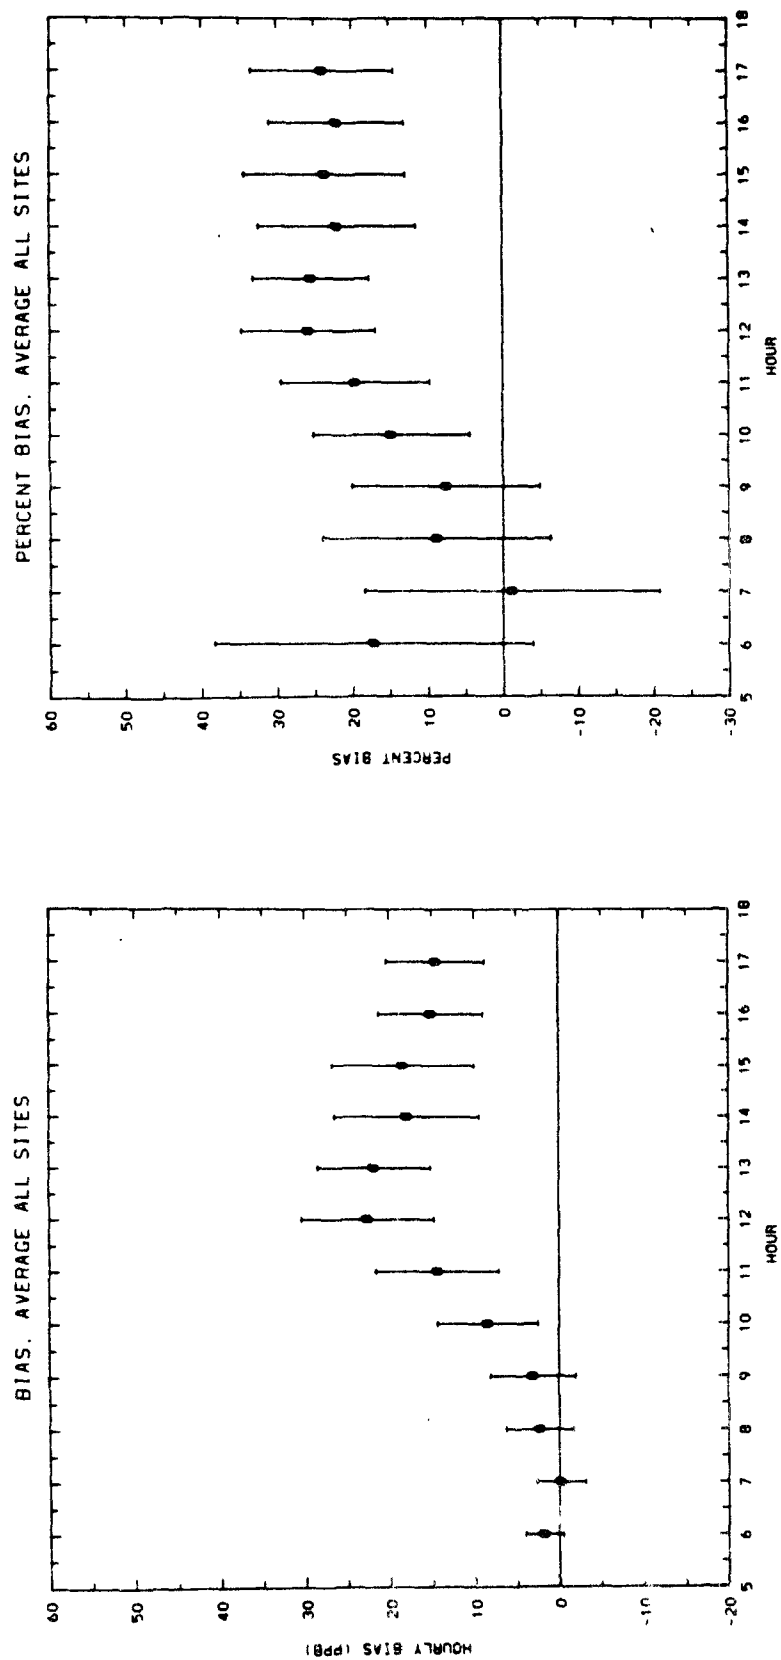 BIAS. AVERAGE ALL SITES
HOURLY BIAS (PPB)
60
50
40
30
20
10
0
-10
-20
5 6 7 8 9 10 11 12 13 14 15 16 17 18
HOUR
PERCENT BIAS. AVERAGE ALL SITES
PERCENT BIAS
60
50
40
30
20
10
0
-10
-20
-30
5 6 7 8 9 10 11 12 13 14 15 16 17 18
HOUR